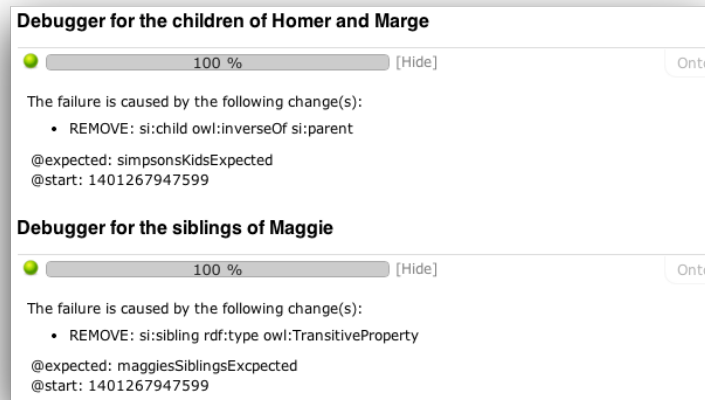 Debugger for the children of Homer and Marge
100 % [Hide]
The failure is caused by the following change(s):
• REMOVE: si:child owl:inverseOf si:parent
@expected: simpsonsKidsExpected
@start: 1401267947599
Debugger for the siblings of Maggie
100 % [Hide]
The failure is caused by the following change(s):
• REMOVE: si:sibling rdf:type owl:TransitiveProperty
@expected: maggiesSiblingsExcpected
@start: 1401267947599